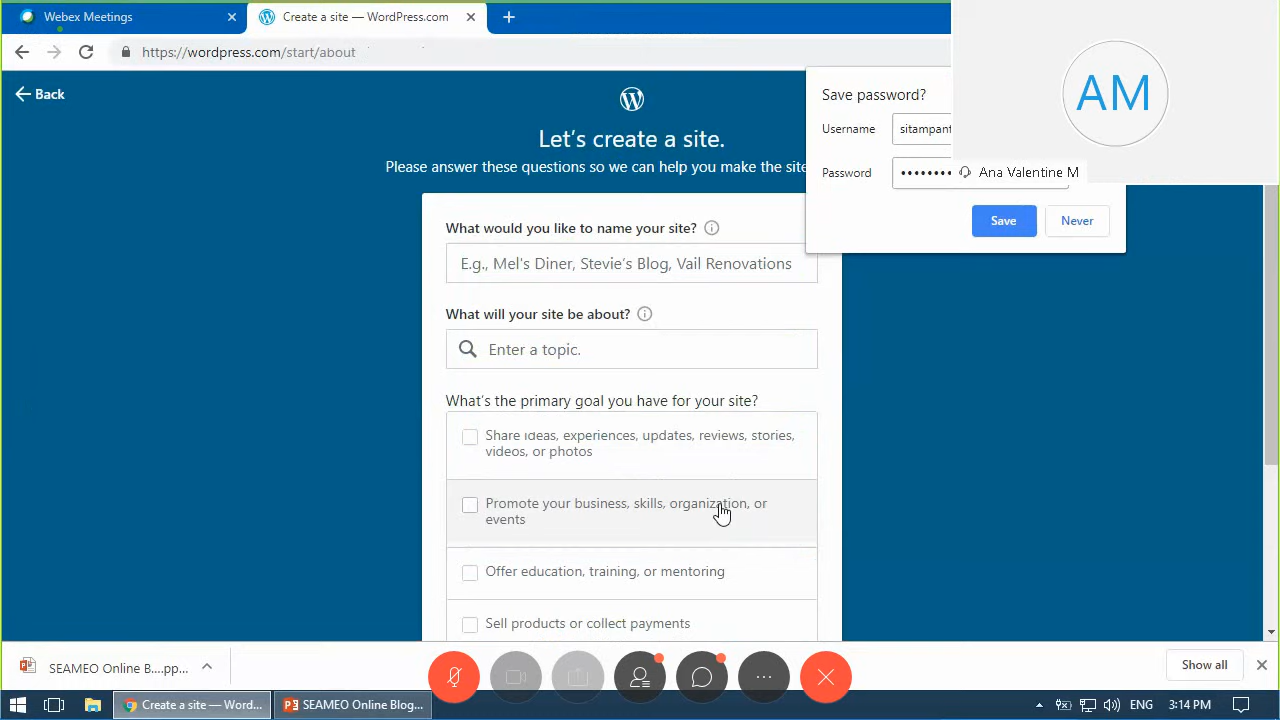 Webex Meetings
Create a site — WordPress.com
https://wordpress.com/start/about
Back
Let's create a site.
Please answer these questions so we can help you make the site
Save password?
Username
sitampant
Password
••••••••
Save
Never
AM
Ana Valentine M
What would you like to name your site?
E.g., Mel's Diner, Stevie's Blog, Vail Renovations
What will your site be about?
Enter a topic.
What's the primary goal you have for your site?
Share ideas, experiences, updates, reviews, stories,
videos, or photos
Promote your business, skills, organization, or
events
Offer education, training, or mentoring
Sell products or collect payments
SEAMEO Online B....pp...
Show all
Create a site — Word...
SEAMEO Online Blog...
3:14 PM